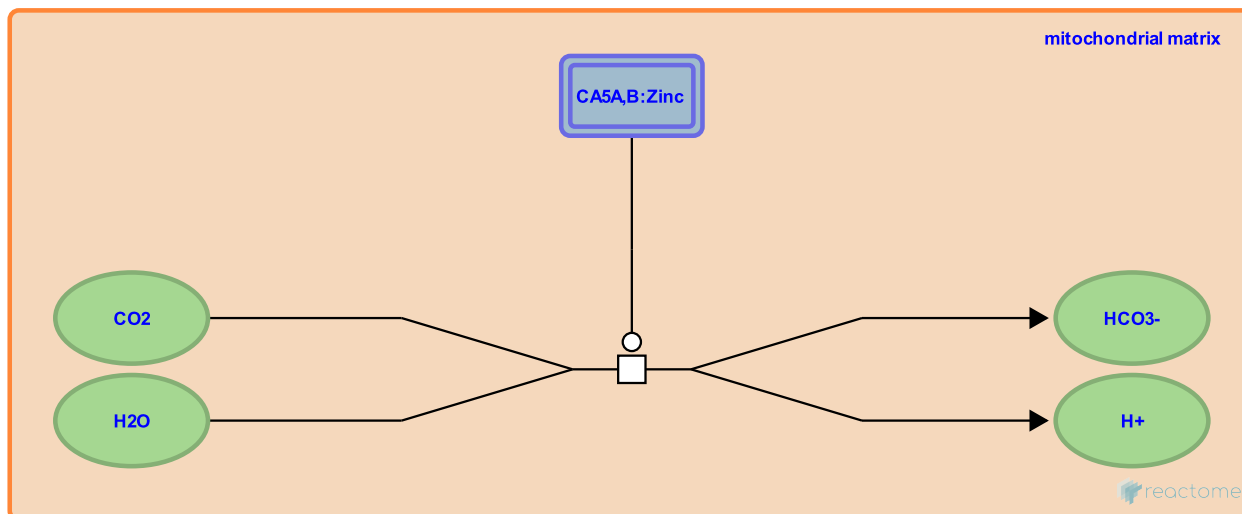 mitochondrial matrix
CA5A,B:Zinc
CO2
HCO3-
H2O
H+
reactome